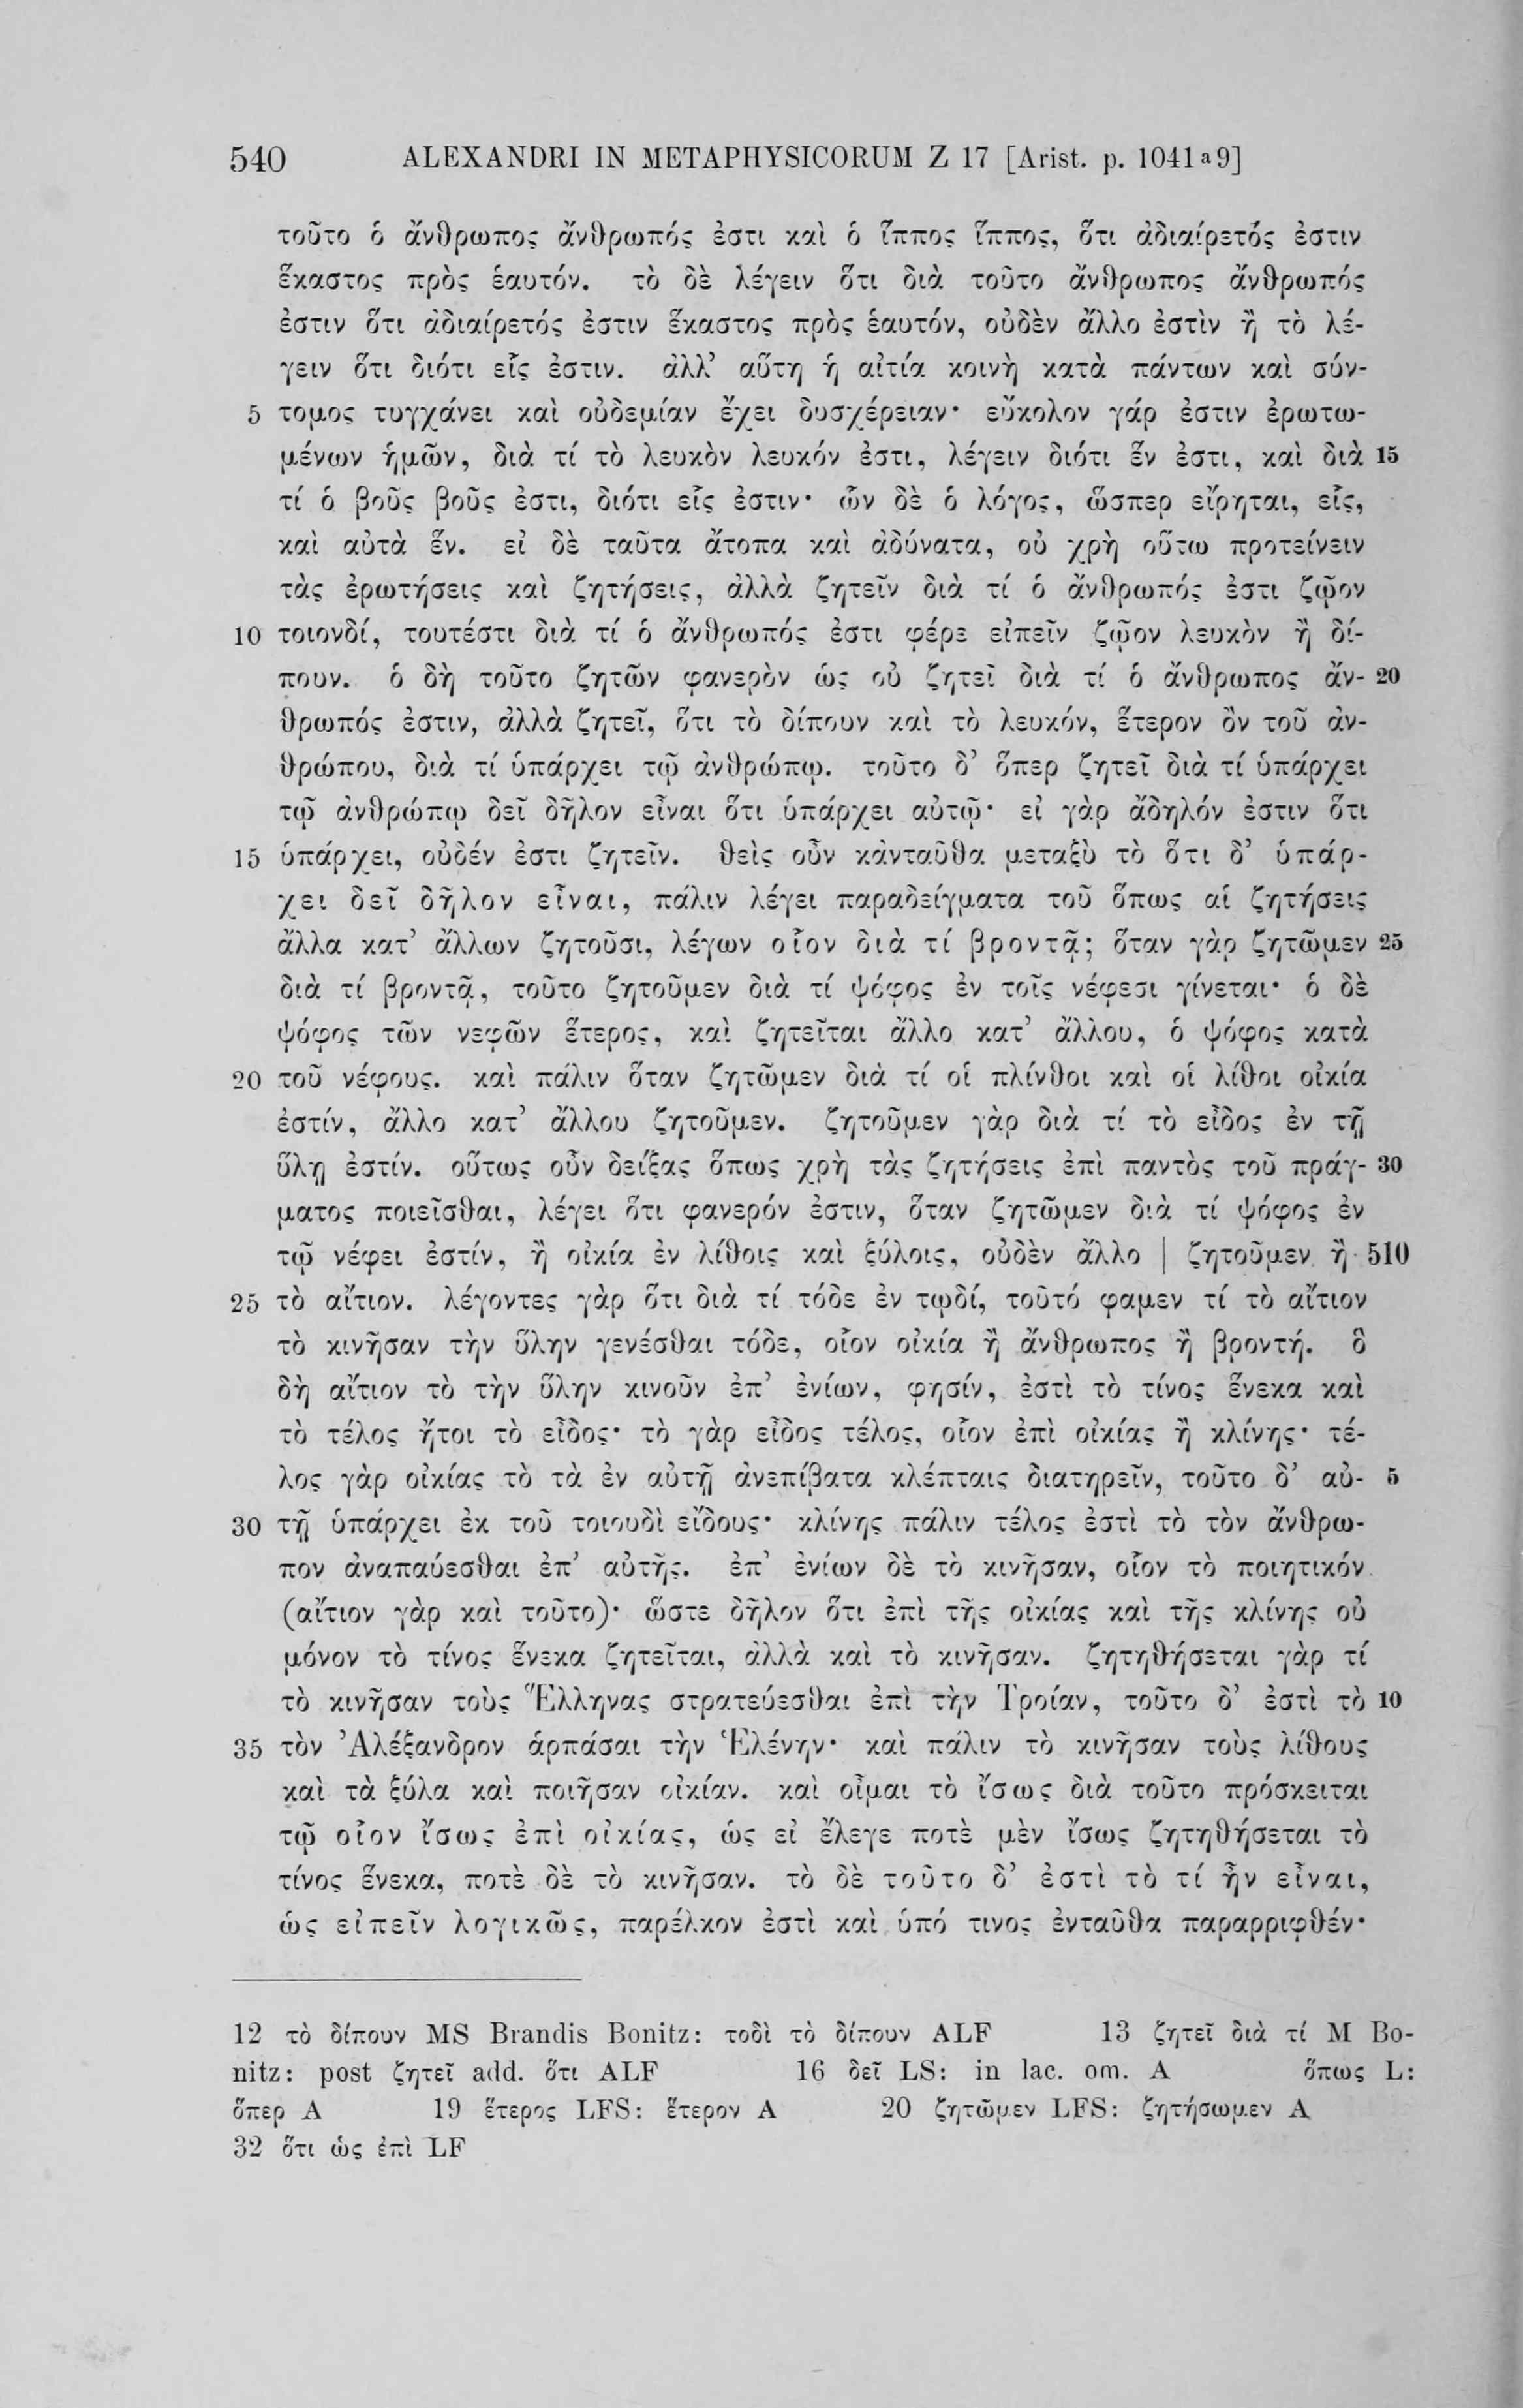 540 ALEXANDRI IN METAPHYSICORUM Z 17 [Arist. p. 1041 a 9]
τοῦτο ὁ ἄνθρωπος ἄνθρωπός ἐστι καὶ ὁ ἵππος ἵππος, ὅτι ἀδιαίρετός ἐστιν
ἕκαστος πρὸς ἑαυτόν. τὸ δὲ λέγειν ὅτι διὰ τοῦτο ἄνθρωπος ἄνθρωπός
ἐστιν ὅτι ἀδιαίρετός ἐστιν ἕκαστος πρὸς ἑαυτόν, οὐδὲν ἄλλο ἐστὶν ἢ τὸ λέ-
γειν ὅτι διότι εἷς ἐστιν. ἀλλ’ αὕτη ἡ αἰτία κοινὴ κατὰ πάντων καὶ σύν-
5 τομος τυγχάνει καὶ οὐδεμίαν ἔχει δυσχέρειαν· εὔκολον γάρ ἐστιν ἐρωτω-
μένων ἡμῶν, διὰ τί τὸ λευκὸν λευκόν ἐστι, λέγειν διότι ἕν ἐστι, καὶ διὰ 15
τί ὁ βοῦς βοῦς ἐστι, διότι εἷς ἐστιν· ὧν δὲ ὁ λόγος, ὥσπερ εἴρηται, εἷς,
καὶ αὐτὰ ἕν. εἰ δὲ ταῦτα ἄτοπα καὶ ἀδύνατα, οὐ χρὴ οὕτω προτείνειν
τὰς ἐρωτήσεις καὶ ζητήσεις, ἀλλὰ ζητεῖν διὰ τί ὁ ἄνθρωπός ἐστι ζῷον
10 τοιονδί, τουτέστι διὰ τί ὁ ἄνθρωπός ἐστι φέρε εἰπεῖν ζῷον λευκὸν ἢ δί-
πουν. ὁ δὴ τοῦτο ζητῶν φανερὸν ὡς οὐ ζητεῖ διὰ τί ὁ ἄνθρωπος ἄν- 20
θρωπός ἐστιν, ἀλλὰ ζητεῖ, ὅτι τὸ δίπουν καὶ τὸ λευκόν, ἕτερον ὂν τοῦ ἀν-
θρώπου, διὰ τί ὑπάρχει τῷ ἀνθρώπῳ. τοῦτο δ’ ὅπερ ζητεῖ διὰ τί ὑπάρχει
τῷ ἀνθρώπῳ δεῖ δῆλον εἶναι ὅτι ὑπάρχει αὐτῷ· εἰ γὰρ ἄδηλόν ἐστιν ὅτι
15 ὑπάρχει, οὐδέν ἐστι ζητεῖν. θεὶς οὖν κἀνταῦθα μεταξὺ τὸ ὅτι δ’ ὑπάρ-
χει δεῖ δῆλον εἶναι, πάλιν λέγει παραδείγματα τοῦ ὅπως αἱ ζητήσεις
ἄλλα κατ’ ἄλλων ζητοῦσι, λέγων οἷον διὰ τί βροντᾷ; ὅταν γὰρ ζητῶμεν 25
διὰ τί βροντᾷ, τοῦτο ζητοῦμεν διὰ τί ψόφος ἐν τοῖς νέφεσι γίνεται· ὁ δὲ
ψόφος τῶν νεφῶν ἕτερος, καὶ ζητεῖται ἄλλο κατ’ ἄλλου, ὁ ψόφος κατὰ
20 τοῦ νέφους. καὶ πάλιν ὅταν ζητῶμεν διὰ τί οἱ πλίνθοι καὶ οἱ λίθοι οἰκία
ἐστίν, ἄλλο κατ’ ἄλλου ζητοῦμεν. ζητοῦμεν γὰρ διὰ τί τὸ εἶδος ἐν τῇ
ὕλῃ ἐστίν. οὕτως οὖν δείξας ὅπως χρὴ τὰς ζητήσεις ἐπὶ παντὸς τοῦ πράγ- 30
ματος ποιεῖσθαι, λέγει ὅτι φανερόν ἐστιν, ὅταν ζητῶμεν διὰ τί ψόφος ἐν
τῷ νέφει ἐστίν, ἢ οἰκία ἐν λίθοις καὶ ξύλοις, οὐδὲν ἄλλο | ζητοῦμεν ἢ 510
25 τὸ αἴτιον. λέγοντες γὰρ ὅτι διὰ τί τόδε ἐν τῳδί, τοῦτό φαμεν τί τὸ αἴτιον
τὸ κινῆσαν τὴν ὕλην γενέσθαι τόδε, οἷον οἰκία ἢ ἄνθρωπος ἢ βροντή. ὃ
δὴ αἴτιον τὸ τὴν ὕλην κινοῦν ἐπ’ ἐνίων, φησίν, ἐστὶ τὸ τίνος ἕνεκα καὶ
τὸ τέλος ἤτοι τὸ εἶδος· τὸ γὰρ εἶδος τέλος, οἷον ἐπὶ οἰκίας ἢ κλίνης· τέ-
λος γὰρ οἰκίας τὸ τὰ ἐν αὐτῇ ἀνεπίβατα κλέπταις διατηρεῖν, τοῦτο δ’ αὐ- 5
30 τῇ ὑπάρχει ἐκ τοῦ τοιουδὶ εἴδους· κλίνης πάλιν τέλος ἐστὶ τὸ τὸν ἄνθρω-
πον ἀναπαύεσθαι ἐπ’ αὐτῆς. ἐπ’ ἐνίων δὲ τὸ κινῆσαν, οἷον τὸ ποιητικόν
(αἴτιον γὰρ καὶ τοῦτο)· ὥστε δῆλον ὅτι ἐπὶ τῆς οἰκίας καὶ τῆς κλίνης οὐ
μόνον τὸ τίνος ἕνεκα ζητεῖται, ἀλλὰ καὶ τὸ κινῆσαν. ζητηθήσεται γὰρ τί
τὸ κινῆσαν τοὺς Ἕλληνας στρατεύεσθαι ἐπὶ τὴν Τροίαν, τοῦτο δ’ ἐστὶ τὸ 10
35 τὸν Ἀλέξανδρον ἁρπάσαι τὴν Ἑλένην· καὶ πάλιν τὸ κινῆσαν τοὺς λίθους
καὶ τὰ ξύλα καὶ ποιῆσαν οἰκίαν. καὶ οἶμαι τὸ ἴσως διὰ τοῦτο πρόσκειται
τῷ οἷον ἴσως ἐπὶ οἰκίας, ὡς εἰ ἔλεγε ποτὲ μὲν ἴσως ζητηθήσεται τὸ
τίνος ἕνεκα, ποτὲ δὲ τὸ κινῆσαν. τὸ δὲ τοῦτο δ’ ἐστὶ τὸ τί ἦν εἶναι,
ὡς εἰπεῖν λογικῶς, παρέλκον ἐστὶ καὶ ὑπό τινος ἐνταῦθα παραρριφθέν·
12 τὸ δίπουν MS Brandis Bonitz: τοδὶ τὸ δίπουν ALF 13 ζητεῖ διὰ τί M Bo-
nitz: post ζητεῖ add. ὅτι ALF 16 δεῖ LS: in lac. om. A ὅπως L:
ὅπερ A 19 ἕτερος LFS: ἕτερον A 20 ζητῶμεν LFS: ζητήσωμεν A
32 ὅτι ὡς ἐπὶ LF